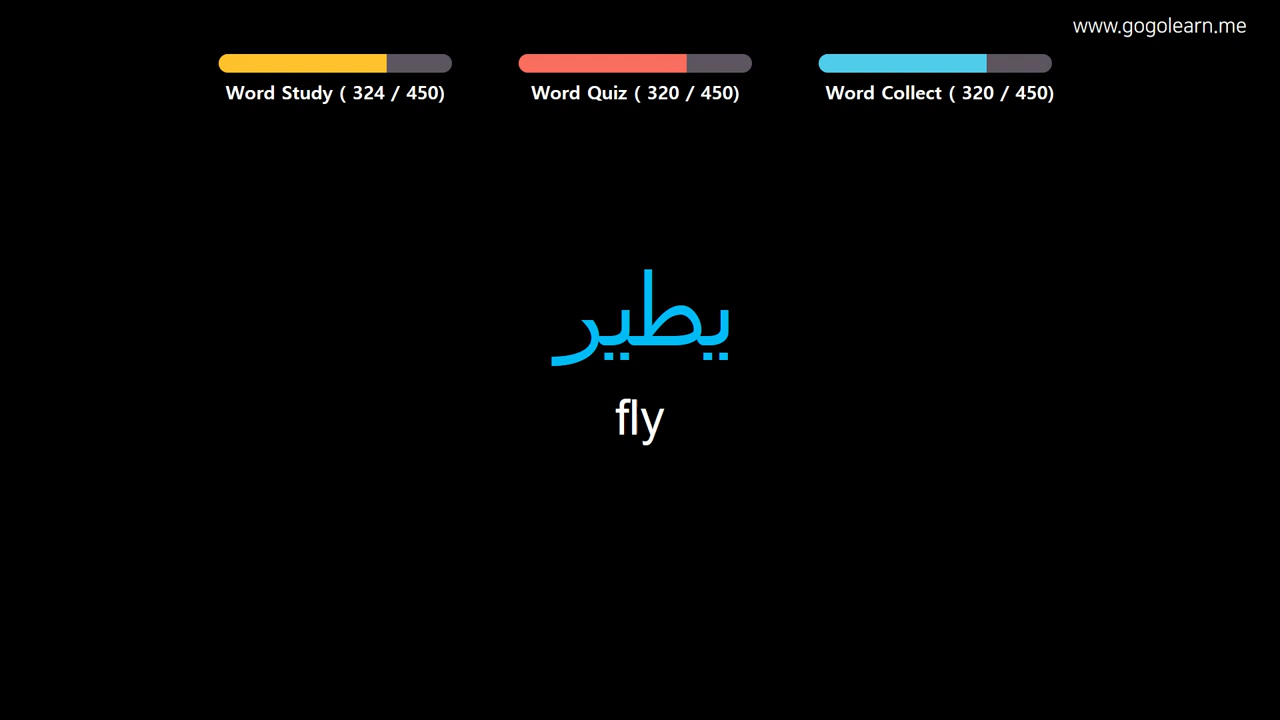 www.gogolearn.me
Word Study ( 324 / 450)
Word Quiz ( 320 / 450)
Word Collect ( 320 / 450)
يطير
fly